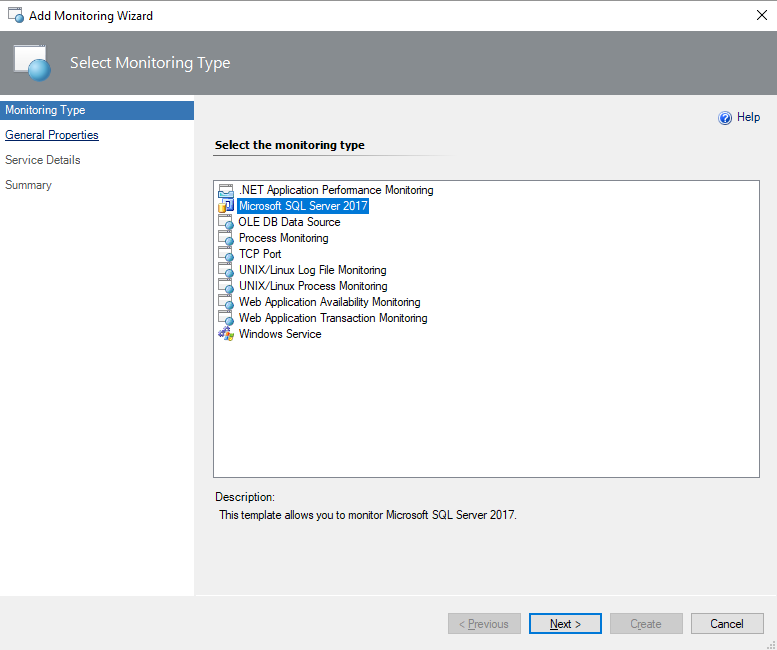 Add Monitoring Wizard
Select Monitoring Type
Monitoring Type
General Properties
Service Details
Summary
Help
Select the monitoring type
.NET Application Performance Monitoring
Microsoft SQL Server 2017
OLE DB Data Source
Process Monitoring
TCP Port
UNIX/Linux Log File Monitoring
UNIX/Linux Process Monitoring
Web Application Availability Monitoring
Web Application Transaction Monitoring
Windows Service
Description:
This template allows you to monitor Microsoft SQL Server 2017.
< Previous
Next >
Create
Cancel